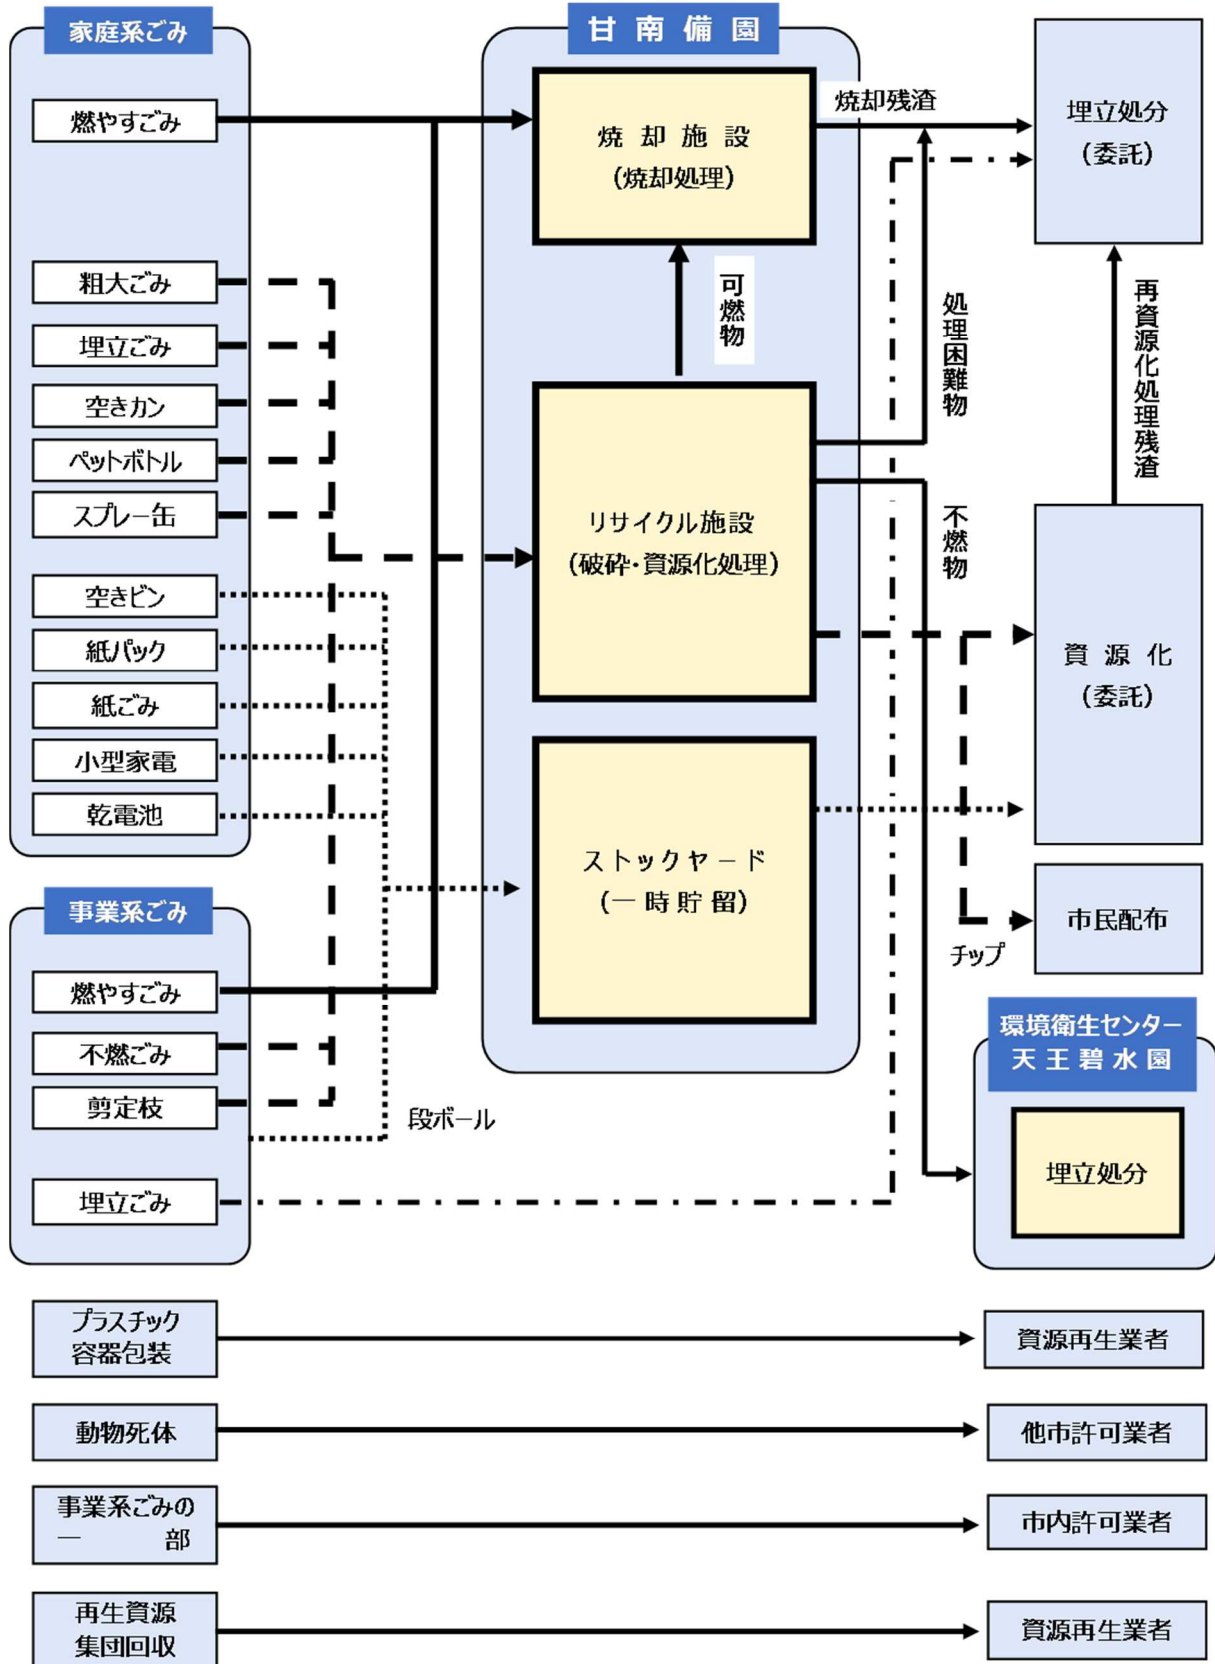 家庭系ごみ
燃やすごみ
粗大ごみ
埋立ごみ
空きカン
ペットボトル
スプレー缶
空きビン
紙パック
紙ごみ
小型家電
乾電池
事業系ごみ
燃やすごみ
不燃ごみ
剪定枝
埋立ごみ
段ボール
甘南備園
焼却施設
(焼却処理)
可燃物
リサイクル施設
(破砕・資源化処理)
ストックヤード
(一時貯留)
焼却残渣
処理困難物
不燃物
チップ
埋立処分
(委託)
再資源化処理残渣
資源化
(委託)
市民配布
環境衛生センター
天王碧水園
埋立処分
プラスチック
容器包装
資源再生業者
動物死体
他市許可業者
事業系ごみの
一部
市内許可業者
再生資源
集団回収
資源再生業者